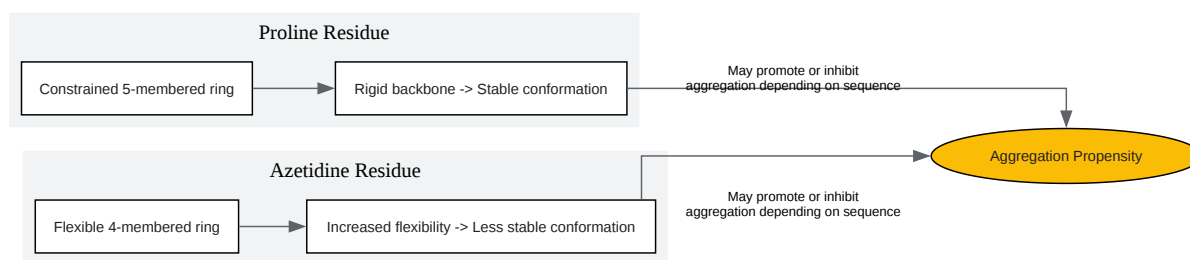 Proline Residue
Constrained 5-membered ring
Rigid backbone -> Stable conformation
May promote or inhibit
aggregation depending on sequence
Aggregation Propensity
Azetidine Residue
Flexible 4-membered ring
Increased flexibility -> Less stable conformation
May promote or inhibit
aggregation depending on sequence